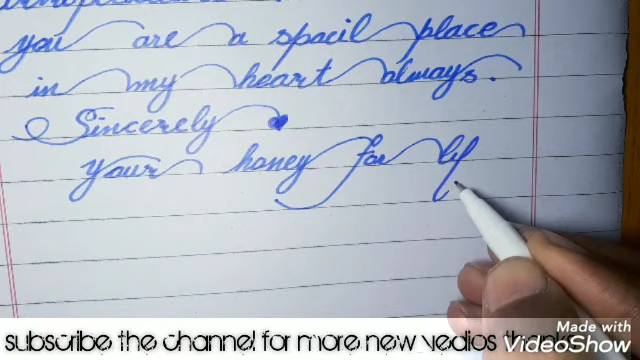 you are a spacil place
in my heart always.
Sincerely
your honey for
subscribe the channel for more new vedios
Made with
VideoShow